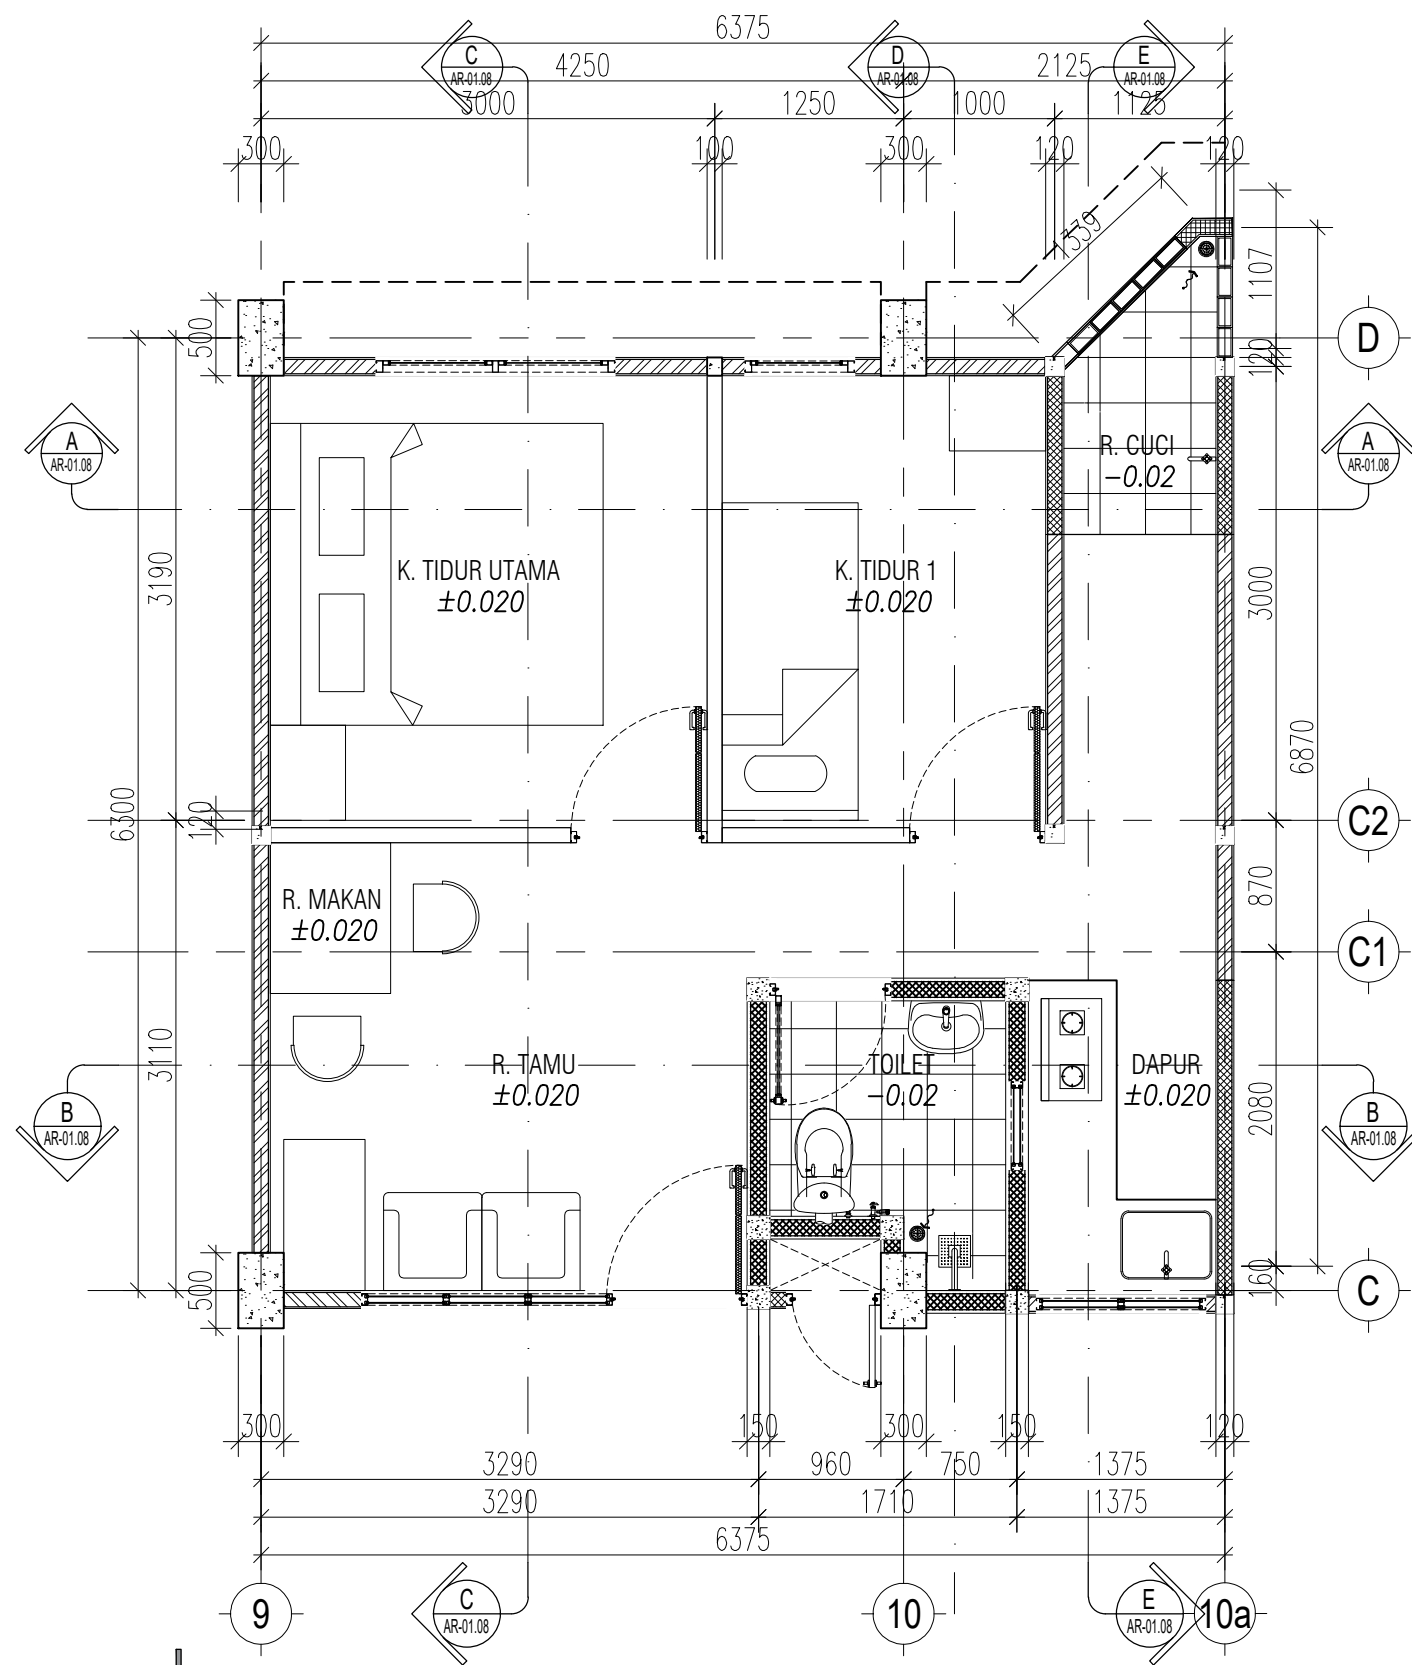 6375
C
AR-01.08
D
AR-01.08
E
AR-01.08
4250
2125
3000
1250
1000
1125
300
100
300
120
120
1339
1107
500
D
120
A
AR-01.08
R. CUCI
-0.02
A
AR-01.08
3190
K. TIDUR UTAMA
±0.020
K. TIDUR 1
±0.020
3000
6870
6300
120
C2
R. MAKAN
±0.020
870
C1
3110
R. TAMU
±0.020
TOILET
-0.02
DAPUR
±0.020
2080
B
AR-01.08
B
AR-01.08
500
160
C
300
150
300
150
120
3290
960
750
1375
3290
1710
1375
6375
9
C
AR-01.08
10
E
AR-01.08
10a